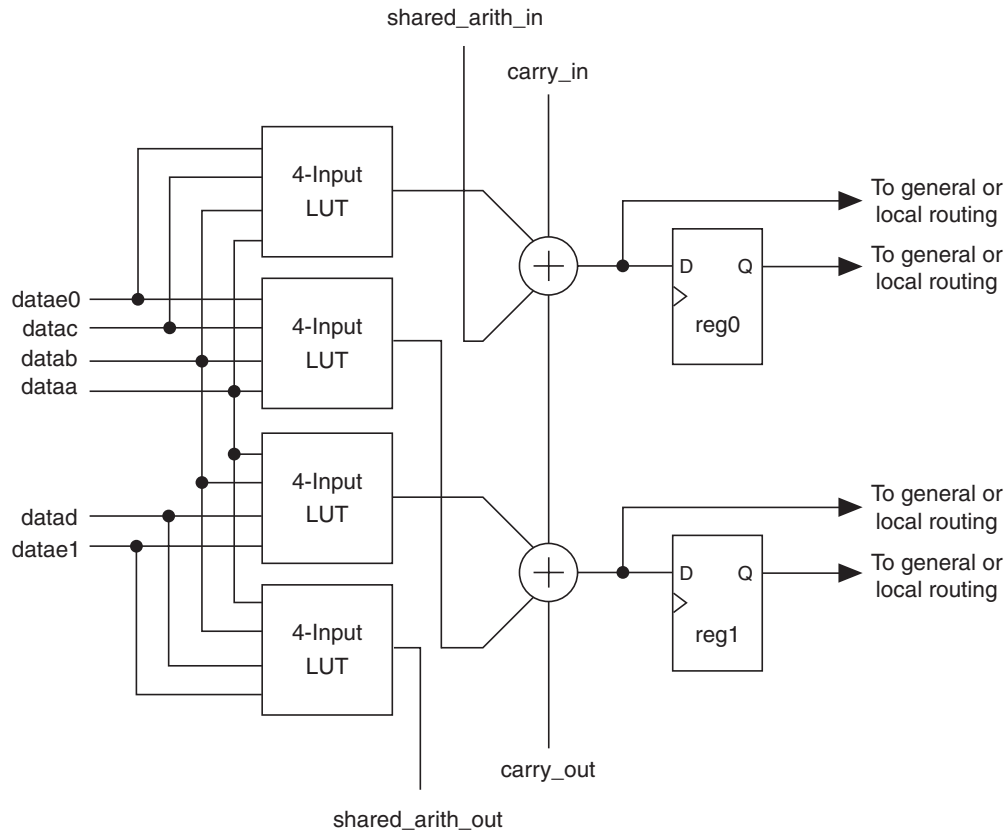 shared_arith_in
carry_in
4-Input
LUT
To general or
local routing
D Q
reg0
To general or
local routing
datae0
datac
datab
dataa
4-Input
LUT
4-Input
LUT
To general or
local routing
datad
datae1
D Q
reg1
To general or
local routing
4-Input
LUT
carry_out
shared_arith_out